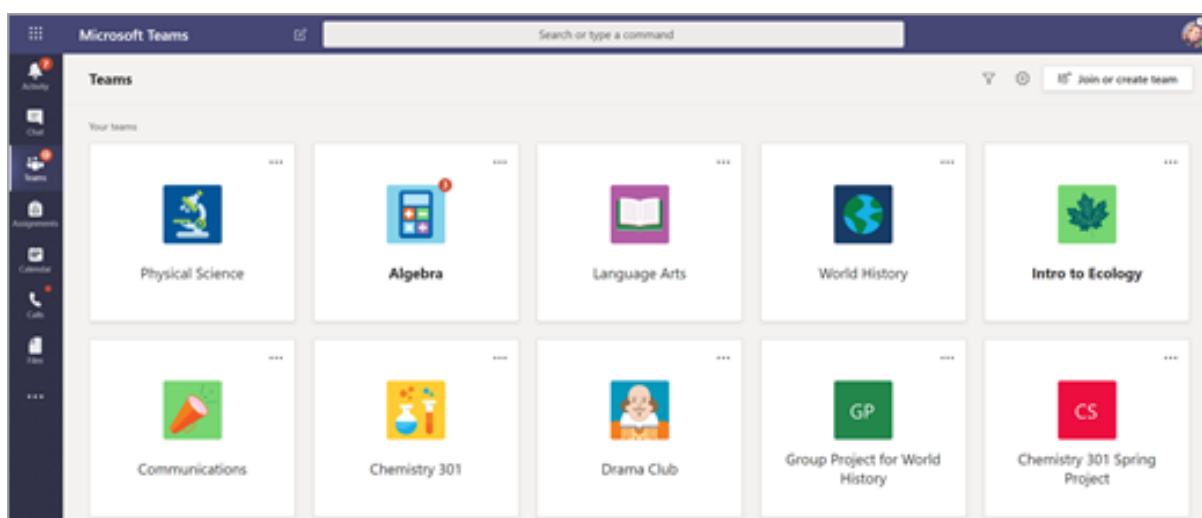 Microsoft Teams
Search or type a command
Activity
Teams
Join or create team
Chat
Your teams
Teams
3
Assignments
Physical Science
Algebra
Language Arts
World History
Intro to Ecology
Calendar
Calls
Files
GP
CS
Communications
Chemistry 301
Drama Club
Group Project for World
History
Chemistry 301 Spring
Project